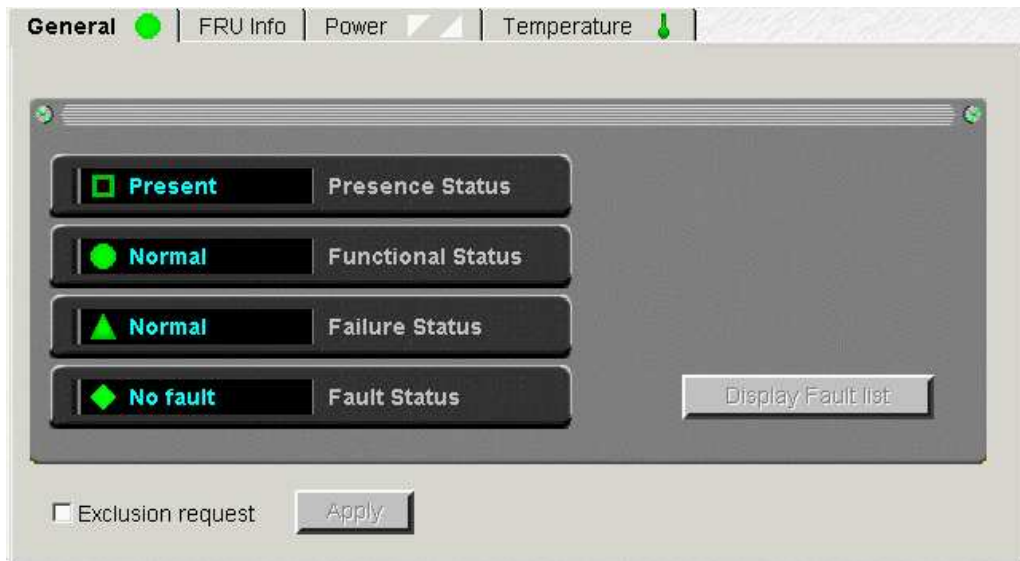 General FRU Info Power Temperature
Present Presence Status
Normal Functional Status
Normal Failure Status
No fault Fault Status
Display Fault list
Exclusion request Apply